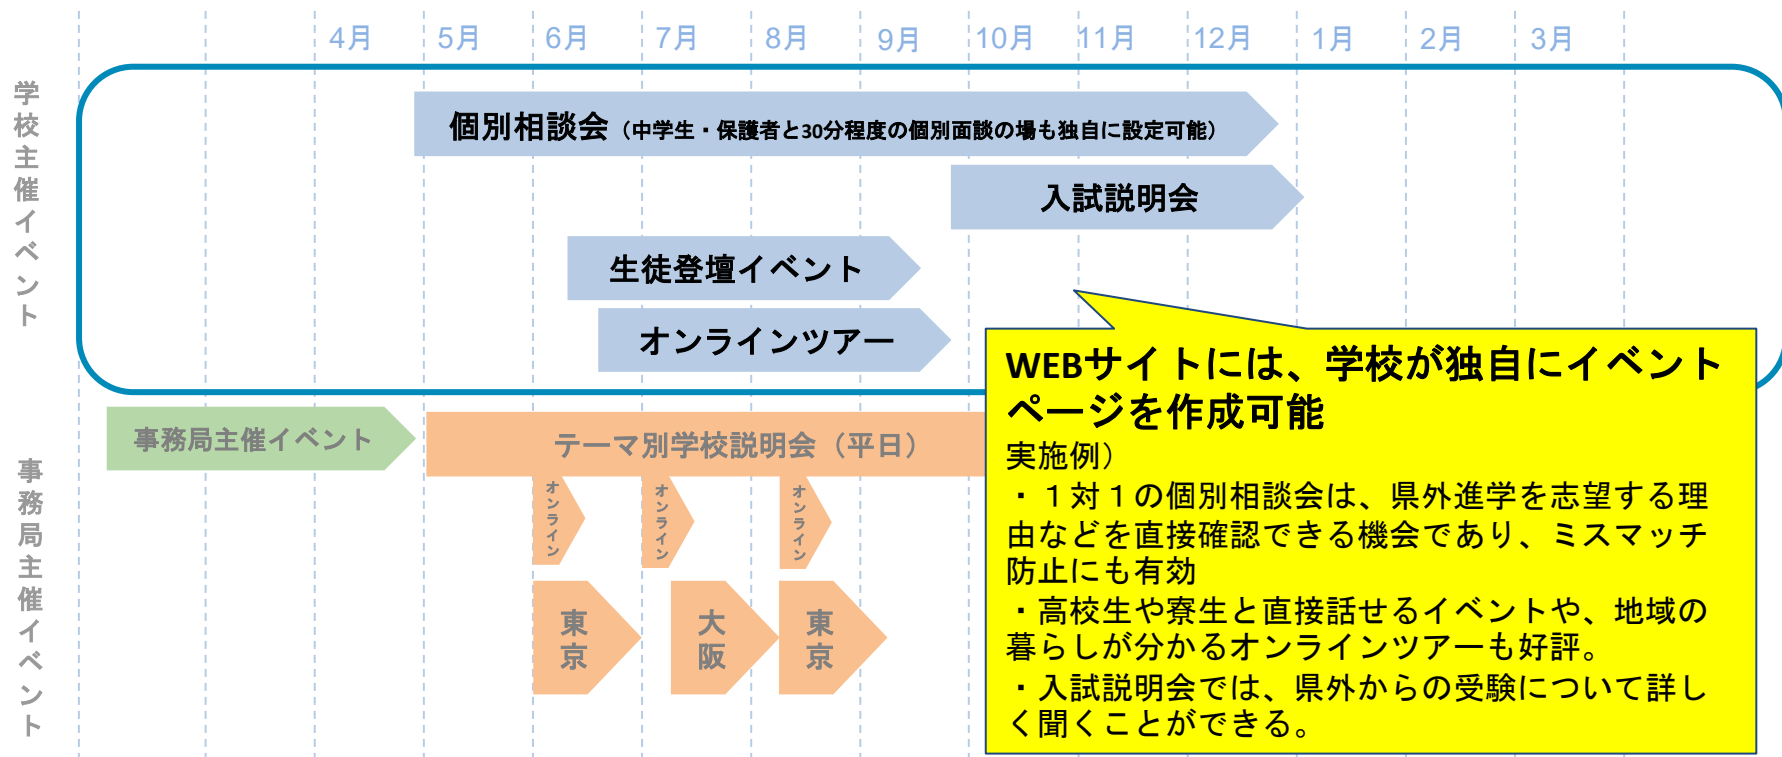 4月
5月
6月
7月
8月
9月
10月
11月
12月
1月
2月
3月
学校主催イベント
個別相談会（中学生・保護者と30分程度の個別面談の場も独自に設定可能）
入試説明会
生徒登壇イベント
オンラインツアー
事務局主催イベント
事務局主催イベント
テーマ別学校説明会（平日）
オンライン
オンライン
オンライン
東京
大阪
東京
WEBサイトには、学校が独自にイベント
ページを作成可能
実施例）
・１対１の個別相談会は、県外進学を志望する理
由などを直接確認できる機会であり、ミスマッチ
防止にも有効
・高校生や寮生と直接話せるイベントや、地域の
暮らしが分かるオンラインツアーも好評。
・入試説明会では、県外からの受験について詳し
く聞くことができる。